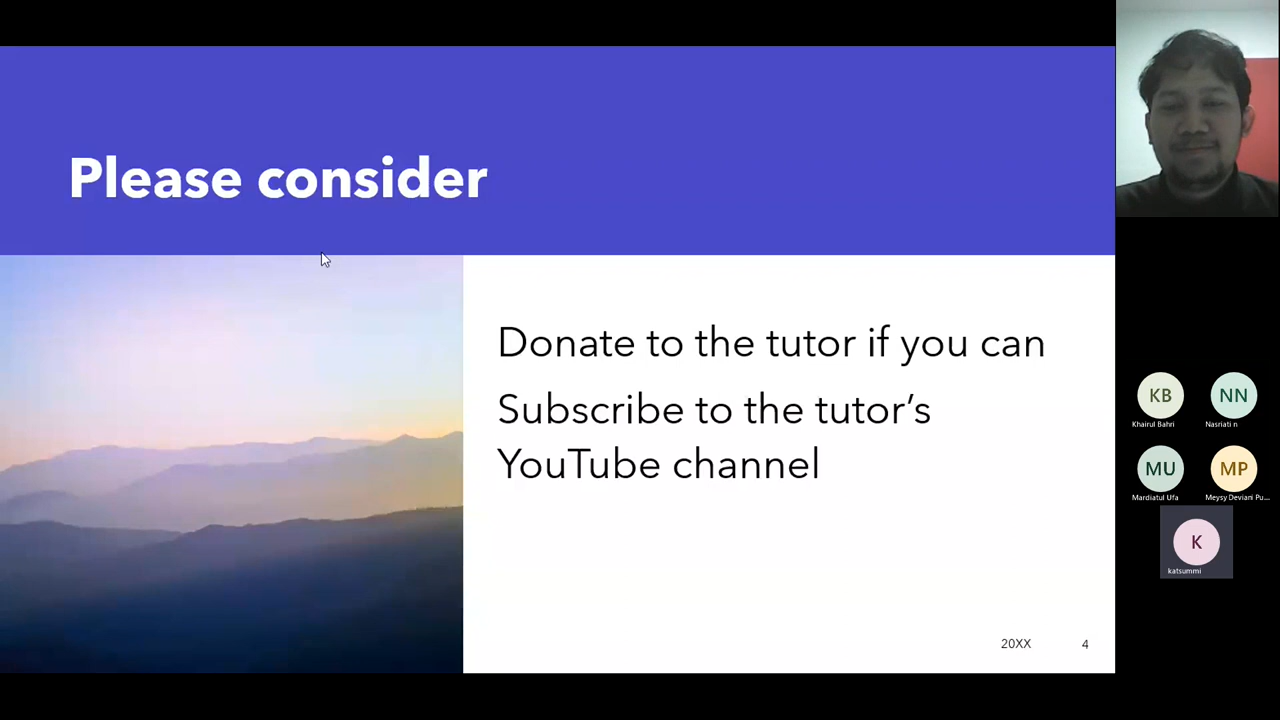 Please consider
Donate to the tutor if you can
Subscribe to the tutor’s
YouTube channel
20XX
4
KB
Khairul Bahri
NN
Nasriati n
MU
Mardiatul Ufa
MP
Meysy Deviani Pu...
K
katsummi